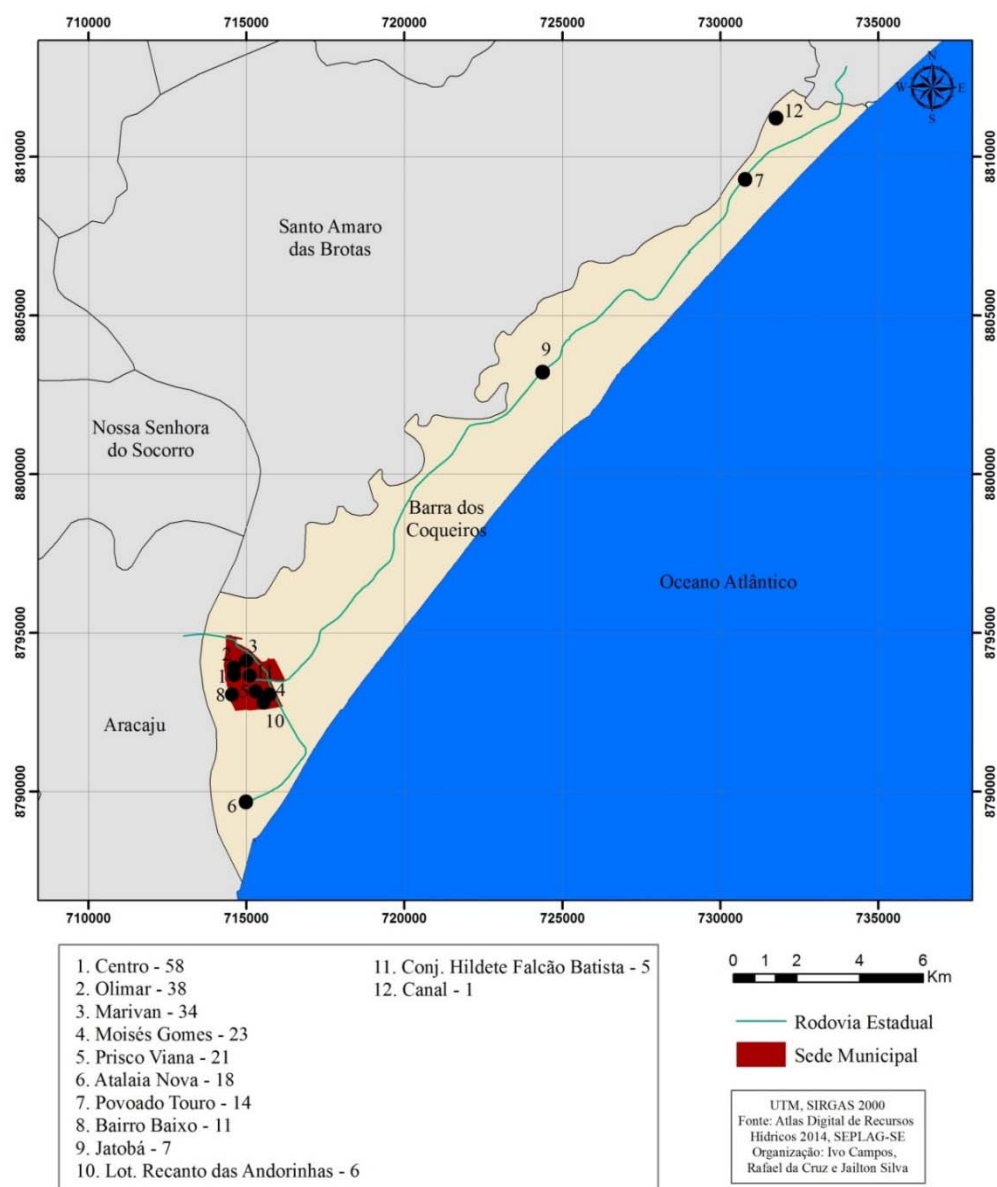 710000 715000 720000 725000 730000 735000
N
W E
S
12
8810000 8810000
7
Santo Amaro
das Brotas
8805000 8805000
9
Nossa Senhora
do Socorro
8800000 8800000
Barra dos
Coqueiros
Oceano Atlântico
8795000 8795000
3
2
1
5 4
8
10
Aracaju
8790000 8790000
6
710000 715000 720000 725000 730000 735000
1. Centro - 58
2. Olimar - 38
3. Marivan - 34
4. Moisés Gomes - 23
5. Prisco Viana - 21
6. Atalaia Nova - 18
7. Povoado Touro - 14
8. Bairro Baixo - 11
9. Jatobá - 7
10. Lot. Recanto das Andorinhas - 6
11. Conj. Hildete Falcão Batista - 5
12. Canal - 1
0 1 2 4 6
Km
Rodovia Estadual
Sede Municipal
UTM, SIRGAS 2000
Fonte: Atlas Digital de Recursos
Hídricos 2014, SEPLAG-SE
Organização: Ivo Campos,
Rafael da Cruz e Jailton Silva